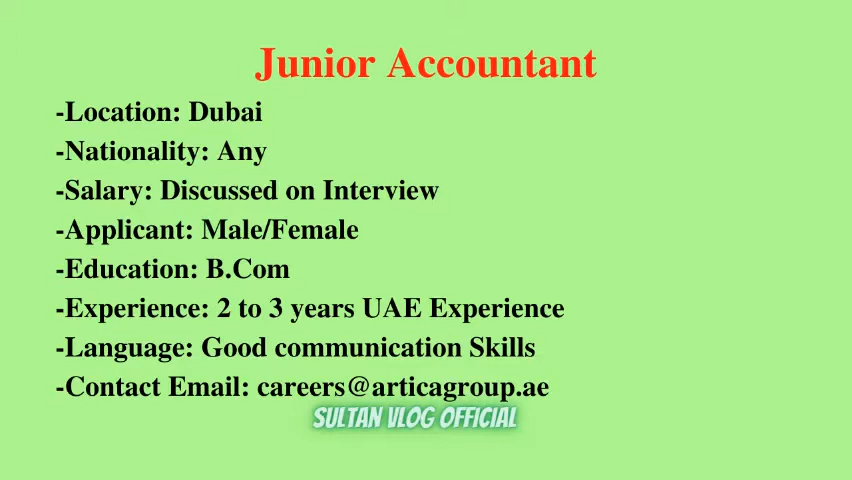 Junior Accountant
-Location: Dubai
-Nationality: Any
-Salary: Discussed on Interview
-Applicant: Male/Female
-Education: B.Com
-Experience: 2 to 3 years UAE Experience
-Language: Good communication Skills
-Contact Email: careers@articagroup.ae
SULTAN VLOG OFFICIAL